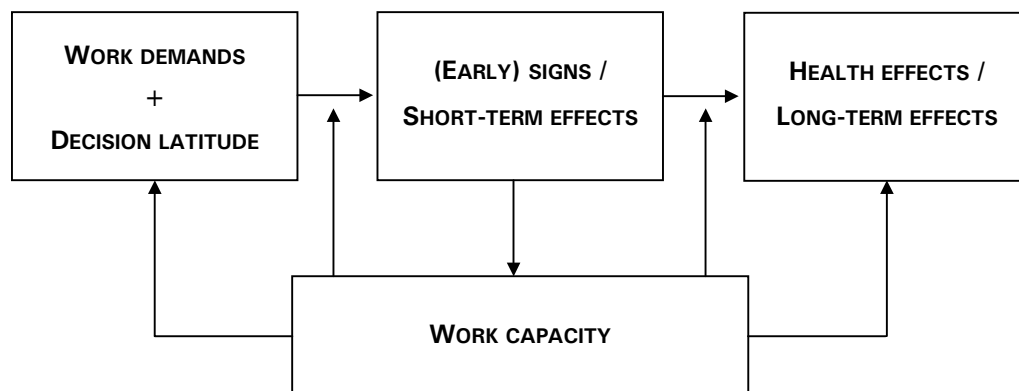 WORK DEMANDS
+
DECISION LATITUDE
(EARLY) SIGNS /
SHORT-TERM EFFECTS
HEALTH EFFECTS /
LONG-TERM EFFECTS
WORK CAPACITY